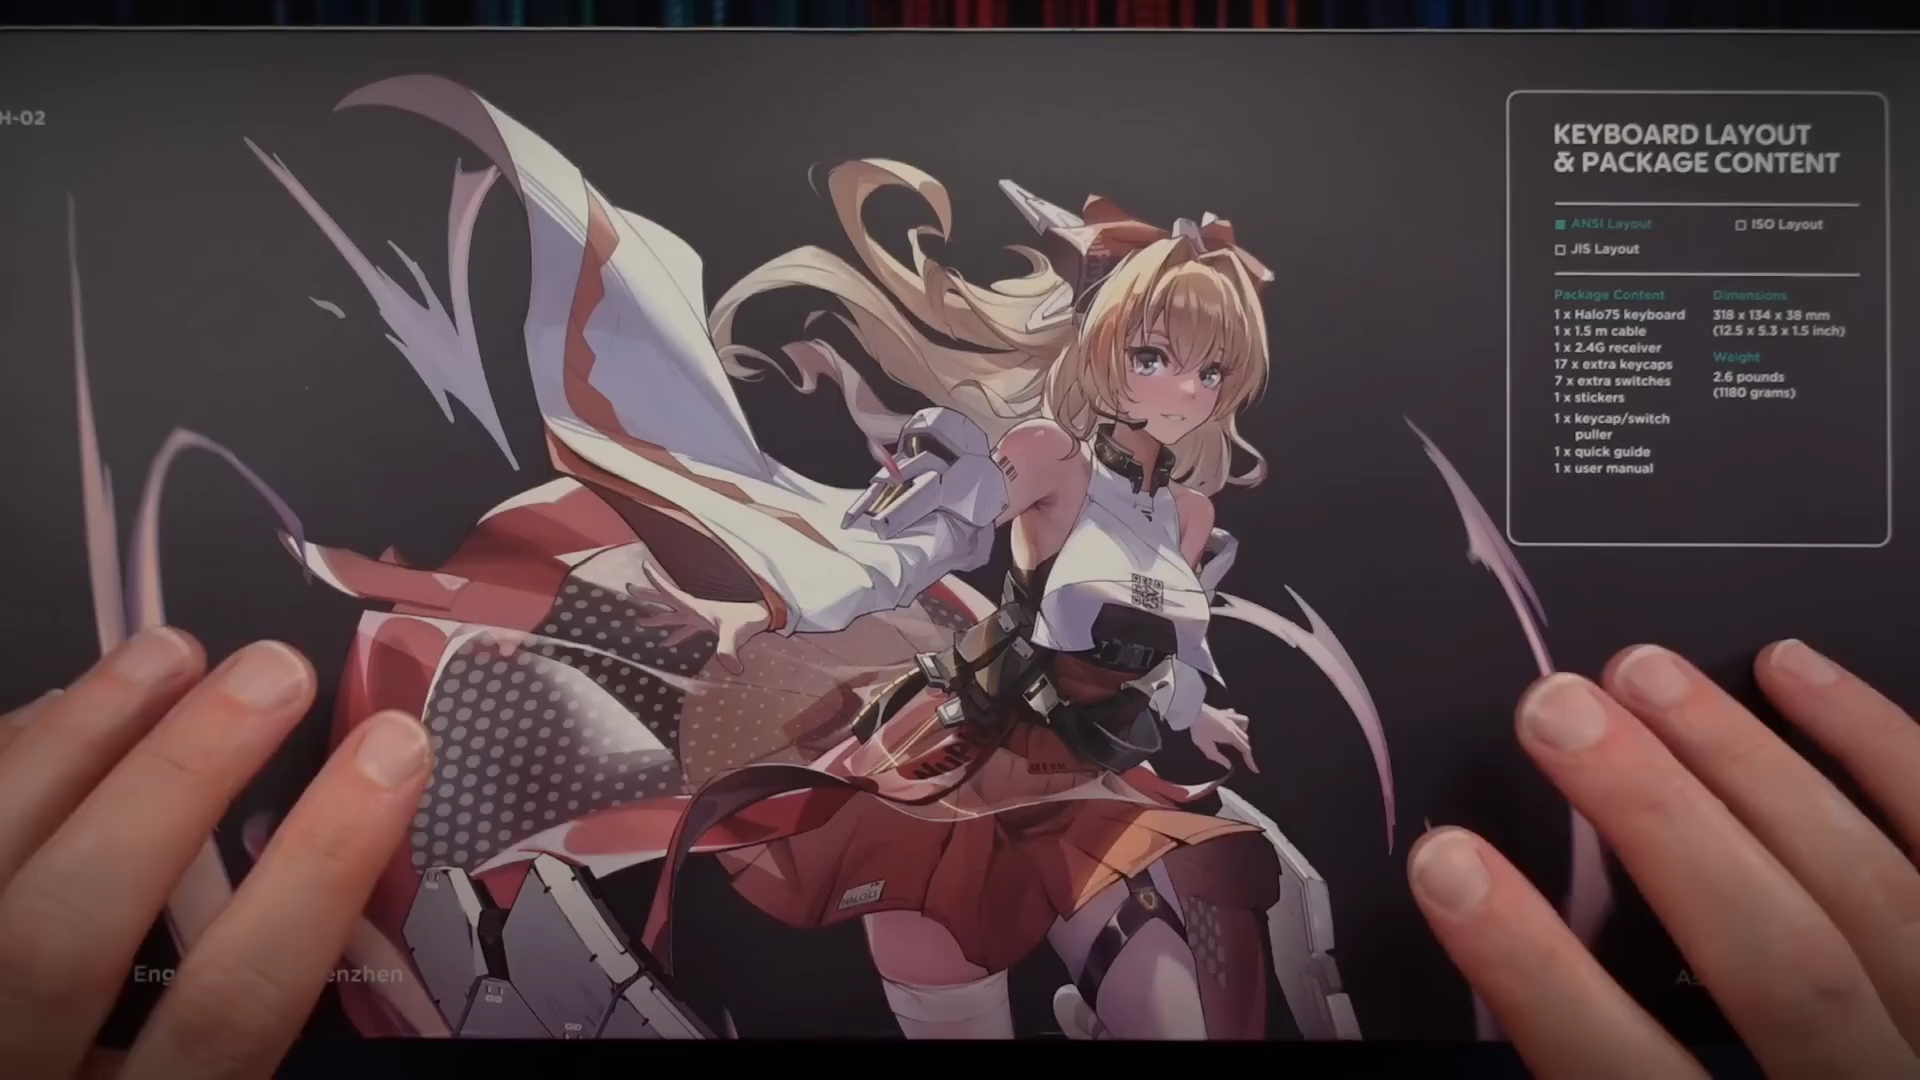 H-02
KEYBOARD LAYOUT
& PACKAGE CONTENT
ANSI Layout
ISO Layout
JIS Layout
Package Content
1 x Halo75 keyboard
1 x 1.5 m cable
1 x 2.4G receiver
17 x extra keycaps
7 x extra switches
1 x stickers
1 x keycap/switch
puller
1 x quick guide
1 x user manual
Dimensions
318 x 134 x 38 mm
(12.5 x 5.3 x 1.5 inch)
Weight
2.6 pounds
(1180 grams)
Eng
enzhen